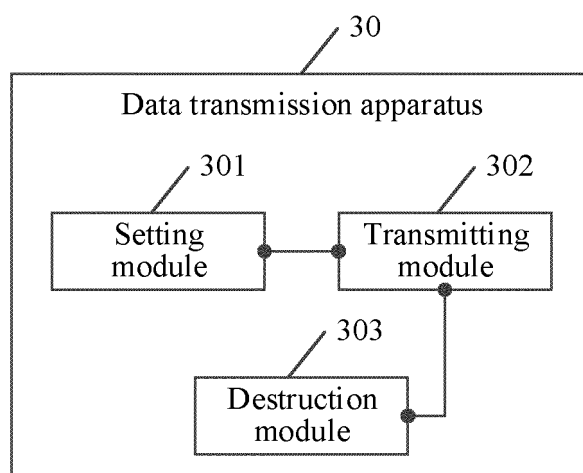 30
Data transmission apparatus
301
302
Setting
module
Transmitting
module
303
Destruction
module